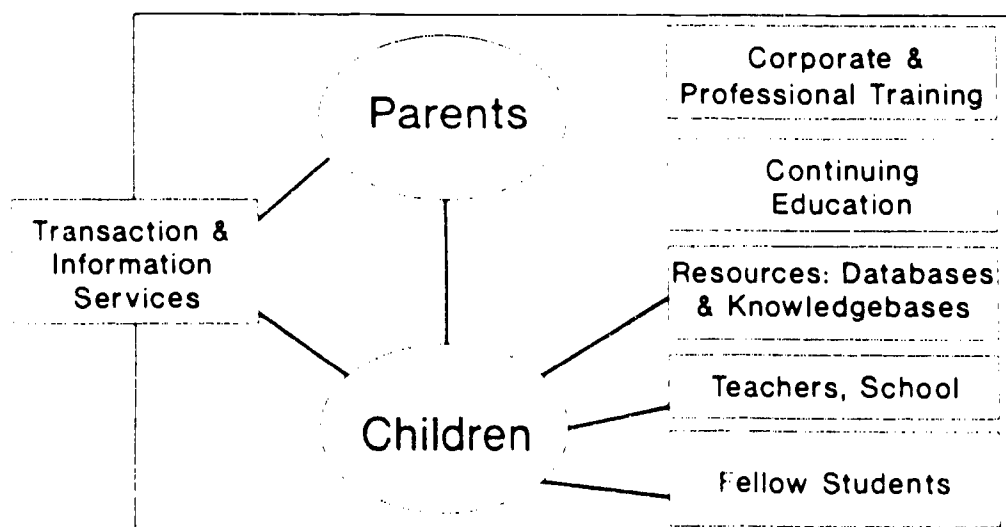 Parents
Corporate &
Professional Training
Continuing
Education
Transaction &
Information
Services
Resources: Databases
& Knowledgebases
Teachers, School
Children
Fellow Students